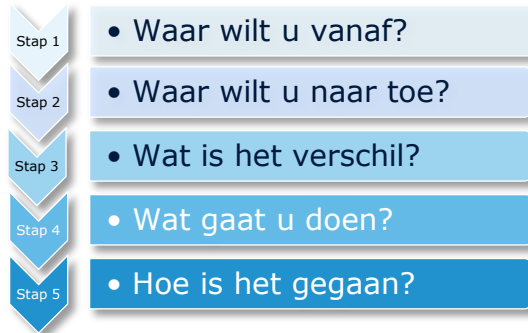 Stap 1
• Waar wilt u vanaf?
Stap 2
• Waar wilt u naar toe?
Stap 3
• Wat is het verschil?
Stap 4
• Wat gaat u doen?
Stap 5
• Hoe is het gegaan?